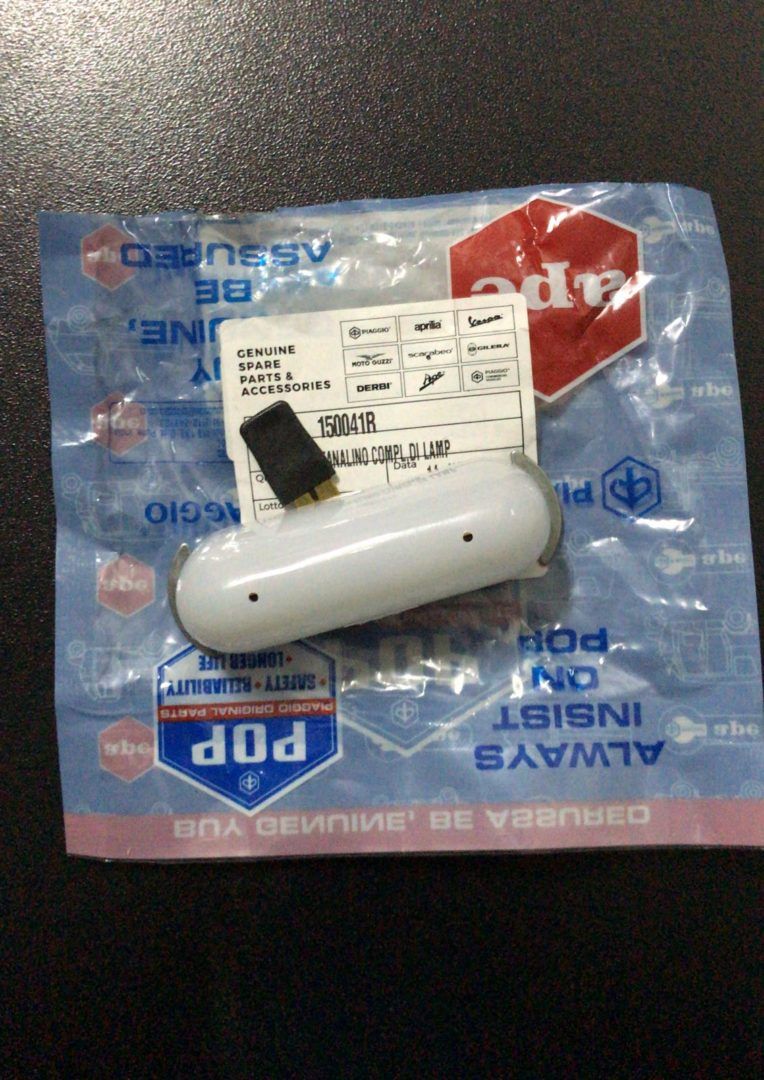 GENUINE
SPARE
PARTS &
ACCESSORIES
PIAGGIO
aprilia
Vespa
MOTO GUZZI
scarabeo
GILERA
DERBI
Ape
PIAGGIO
150041R
COMPL.DI LAMP
Data
Lotto
ape
ASSURED
BE
PIAGGIO
POP
PIAGGIO ORIGINAL PARTS
• SAFETY • RELIABILITY
• LONGER LIFE
ALWAYS
INSIST
ON
POP
BUY GENUINE, BE ASSURED